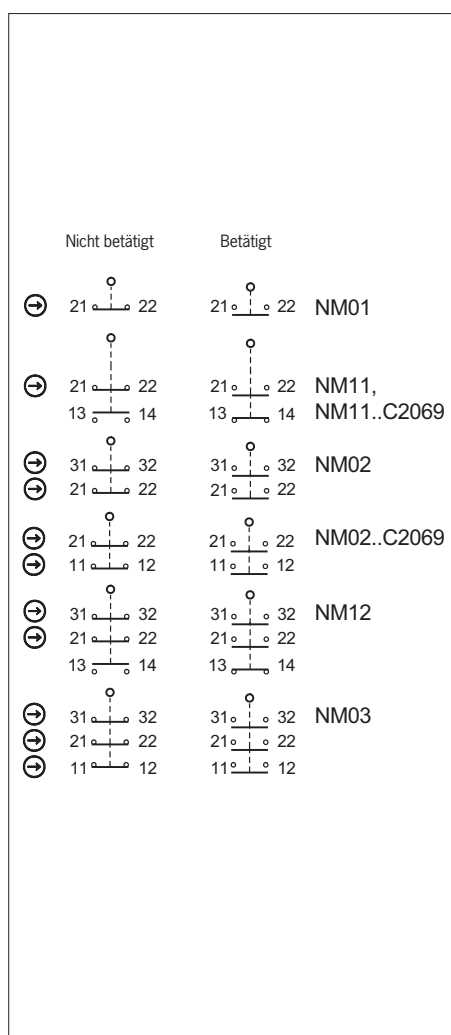 Nicht betätigt Betätigt
21 22 21 22 NM01
21 22 21 22 NM11,
13 14 13 14 NM11..C2069
31 32 31 32 NM02
21 22 21 22
21 22 21 22 NM02..C2069
11 12 11 12
31 32 31 32 NM12
21 22 21 22
13 14 13 14
31 32 31 32 NM03
21 22 21 22
11 12 11 12